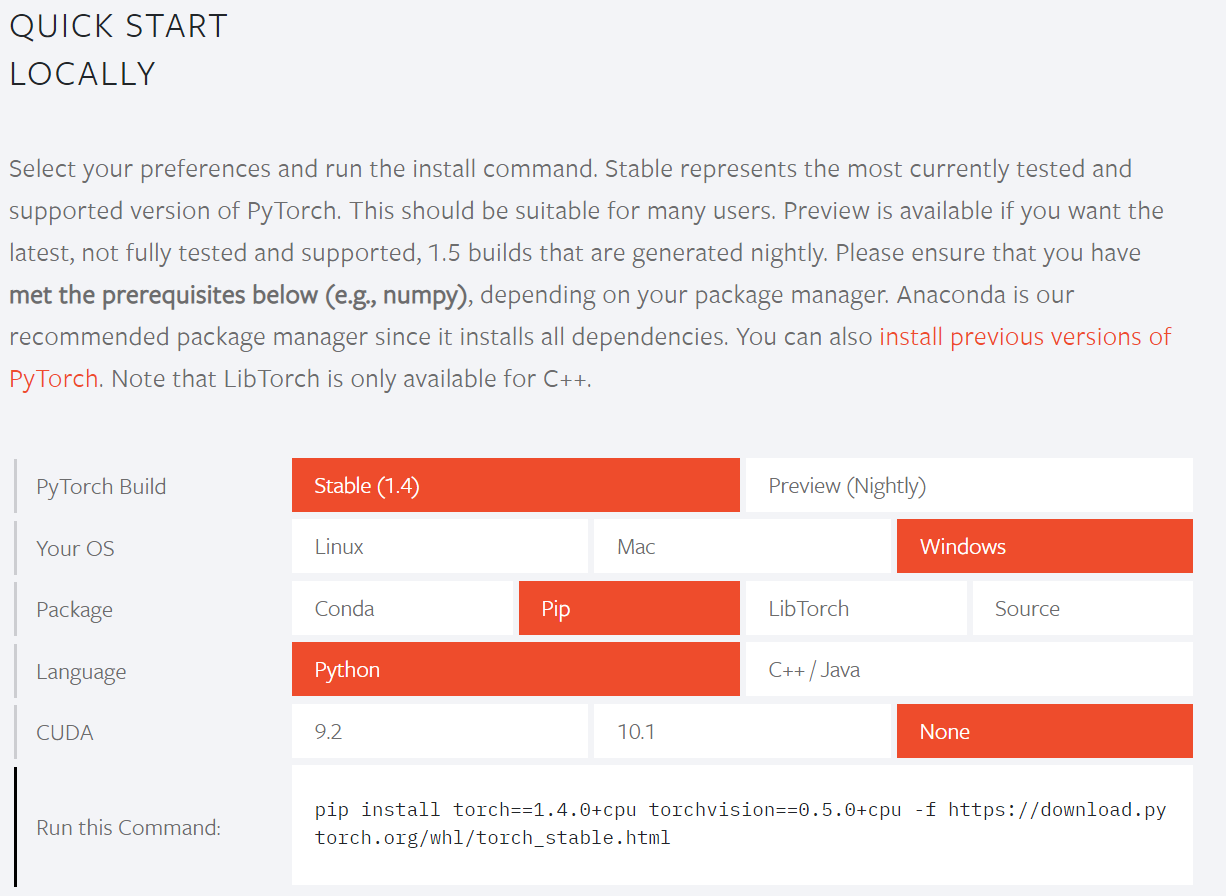 QUICK START
LOCALLY
Select your preferences and run the install command. Stable represents the most currently tested and
supported version of PyTorch. This should be suitable for many users. Preview is available if you want the
latest, not fully tested and supported, 1.5 builds that are generated nightly. Please ensure that you have
met the prerequisites below (e.g., numpy), depending on your package manager. Anaconda is our
recommended package manager since it installs all dependencies. You can also install previous versions of
PyTorch. Note that LibTorch is only available for C++.
PyTorch Build Stable (1.4) Preview (Nightly)
Your OS Linux Mac Windows
Package Conda Pip LibTorch Source
Language Python C++ / Java
CUDA 9.2 10.1 None
Run this Command:
pip install torch==1.4.0+cpu torchvision==0.5.0+cpu -f https://download.py
torch.org/whl/torch_stable.html